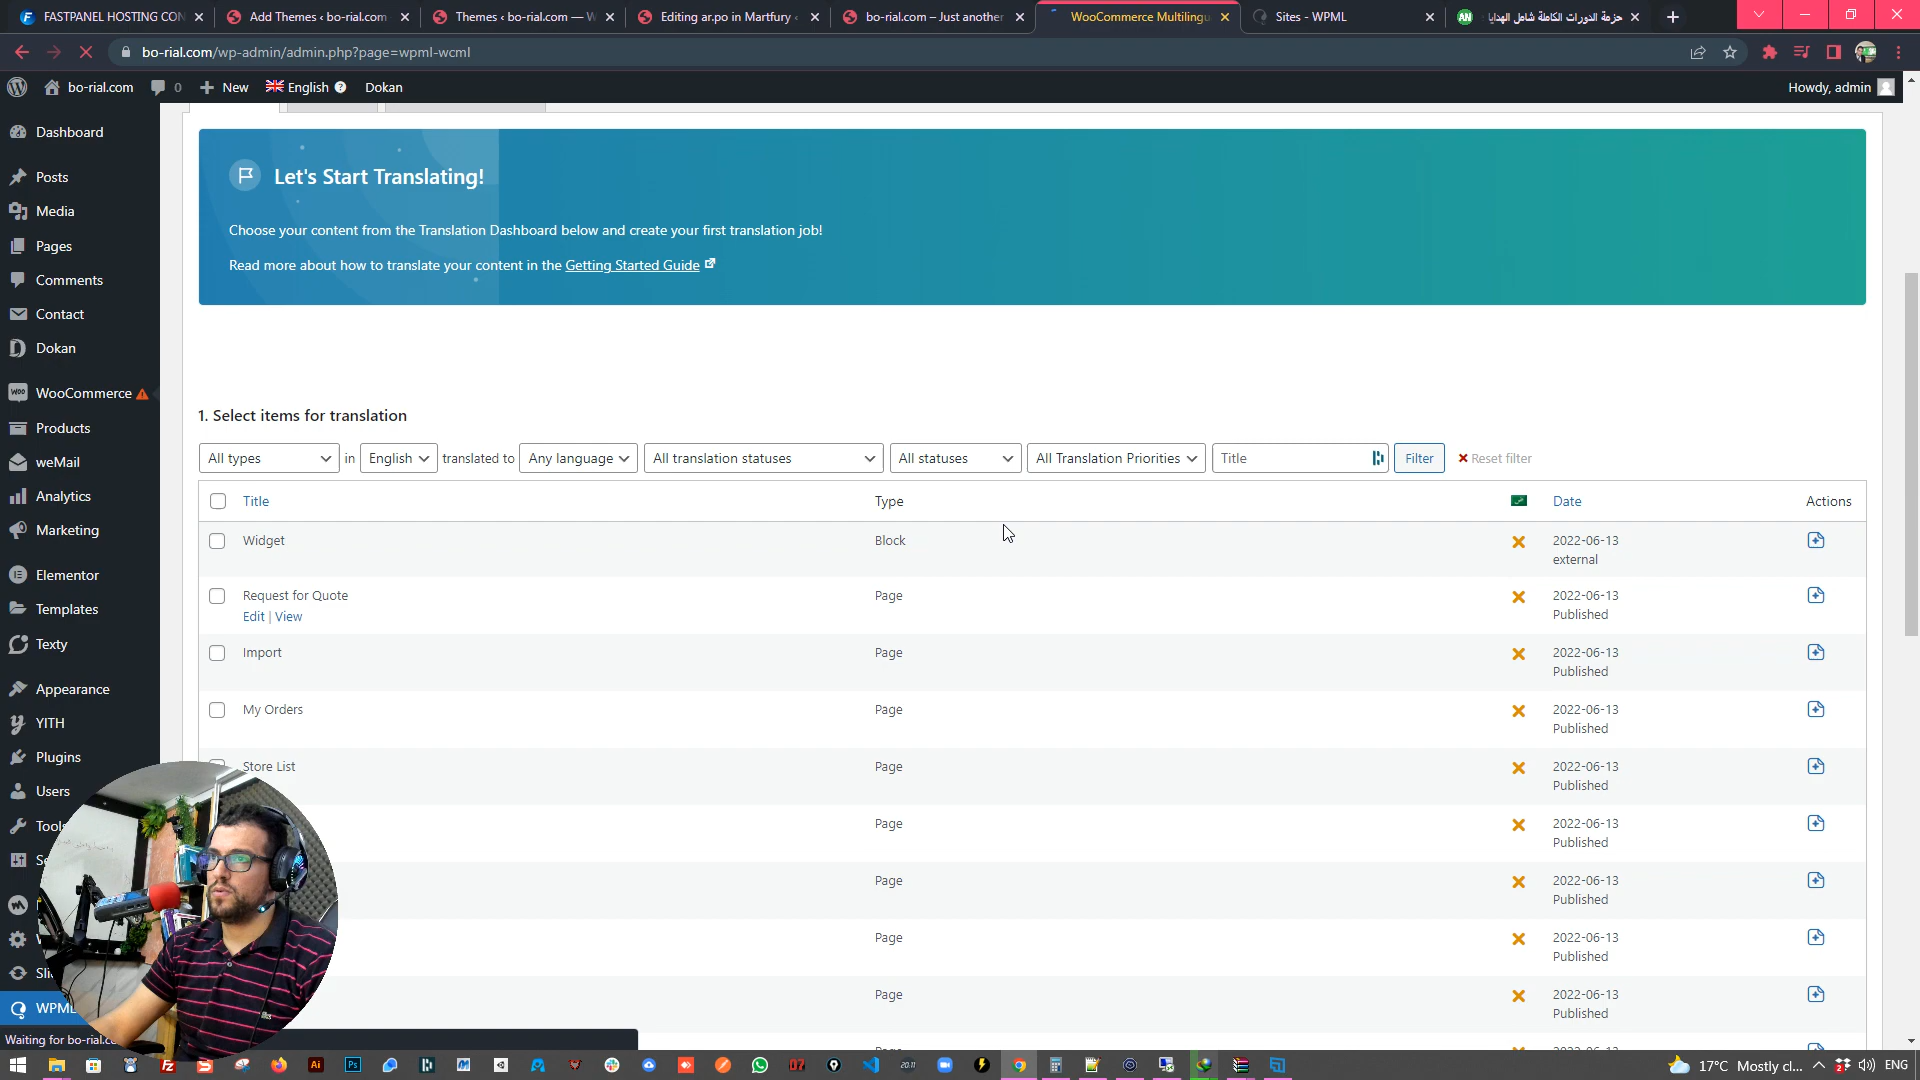 FASTPANEL HOSTING CON
Add Themes ‹ bo-rial.com
Themes ‹ bo-rial.com — W
Editing ar.po in Martfury ‹
bo-rial.com – Just another
WooCommerce Multilingu
Sites - WPML
حزمة الدورات الكاملة شامل الهدايا
bo-rial.com/wp-admin/admin.php?page=wpml-wcml
bo-rial.com
0
New
English
Dokan
Howdy, admin
Dashboard
Posts
Media
Pages
Comments
Contact
Dokan
WooCommerce
Products
weMail
Analytics
Marketing
Elementor
Templates
Texty
Appearance
YITH
Plugins
Users
WPML
Let's Start Translating!
Choose your content from the Translation Dashboard below and create your first translation job!
Read more about how to translate your content in the Getting Started Guide
1. Select items for translation
All types in English translated to Any language All translation statuses All statuses All Translation Priorities Title Filter Reset filter
Title Type Date Actions
Widget Block 2022-06-13
external
Request for Quote Page 2022-06-13
Edit | View Published
Import Page 2022-06-13
Published
My Orders Page 2022-06-13
Published
Store List Page 2022-06-13
Published
Page 2022-06-13
Published
Page 2022-06-13
Published
Page 2022-06-13
Published
Page 2022-06-13
Published
Waiting for bo-rial.c
17°C Mostly cl...
ENG